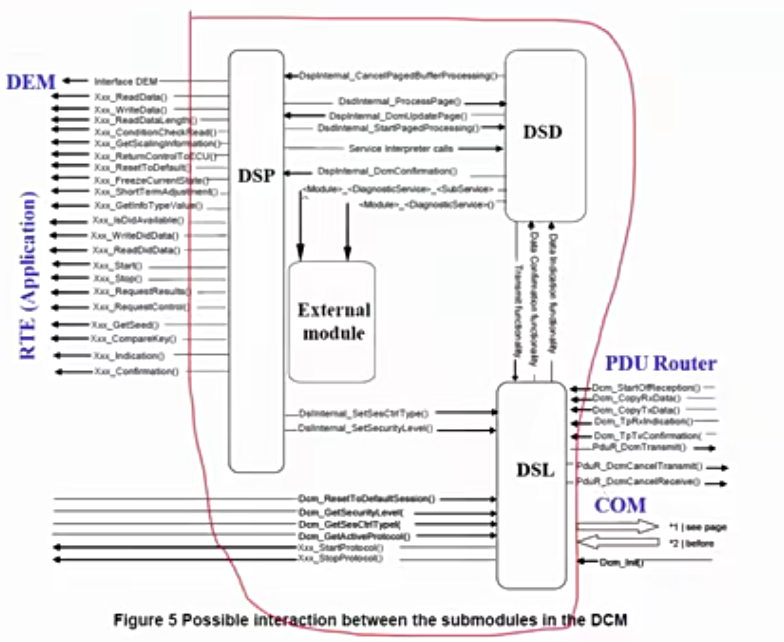 DEM
Interface DEM
Xxx_ReadData()
Xxx_WriteData()
Xxx_ReadDataLength()
Xxx_ConditionCheckRead()
Xxx_GetScalingInformation()
Xxx_ReturnControlToECU()
Xxx_ResetToDefault()
Xxx_FreezeCurrentState()
Xxx_ShortTermAdjustment()
Xxx_GetInfoTypeValue()
Xxx_IsDidAvailable()
Xxx_WriteDidData()
Xxx_ReadDidData()
Xxx_Start()
Xxx_Stop()
Xxx_RequestResults()
Xxx_RequestControl()
Xxx_GetSeed()
Xxx_CompareKey()
Xxx_Indication()
Xxx_Confirmation()
RTE (Application)
DSP
DspInternal_CancelPagedBufferProcessing()
DsdInternal_ProcessPage()
DspInternal_DcmUpdatePage()
DsdInternal_StartPagedProcessing()
Service Interpreter calls
DspInternal_DcmConfirmation()
<Module>_<DiagnosticService>_<SubService>
<Module>_<DiagnosticService>()
DSD
External
module
Transmit functionality
Data Confirmation functionality
Data Indication functionality
DslInternal_SetSesCtrlType()
DslInternal_SetSecurityLevel()
DSL
PDU Router
Dcm_StartOfReception()
Dcm_CopyRxData()
Dcm_CopyTxData()
Dcm_TpRxIndication()
Dcm_TpTxConfirmation(
PduR_DcmTransmit()
PduR_DcmCancelTransmit()
PduR_DcmCancelReceive()
COM
*1 | see page
*2 | before
Dcm_Init()
Dcm_ResetToDefaultSession()
Dcm_GetSecurityLevel(
Dcm_GetSesCtrlType(
Dcm_GetActiveProtocol()
Xxx_StartProtocol()
Xxx_StopProtocol()
Figure 5 Possible interaction between the submodules in the DCM